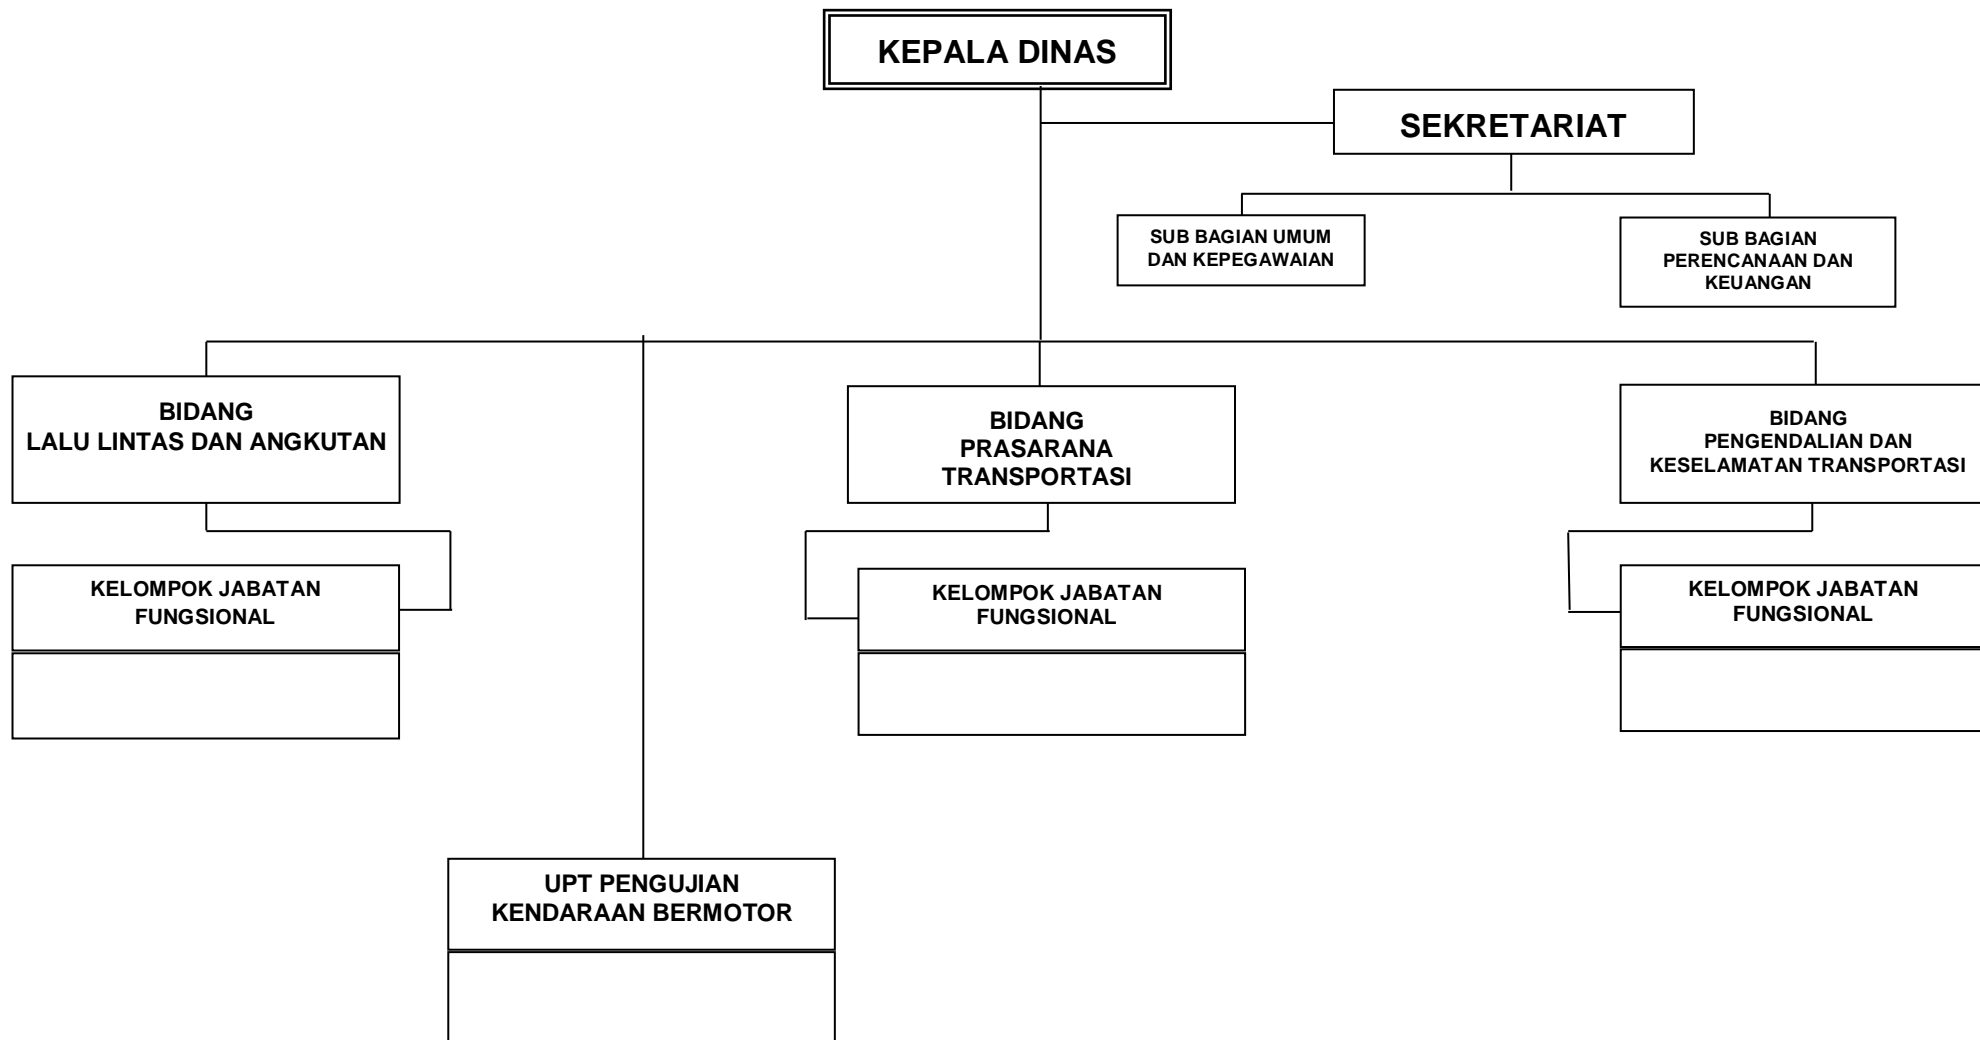 KEPALA DINAS
SEKRETARIAT
SUB BAGIAN UMUM
DAN KEPEGAWAIAN
SUB BAGIAN
PERENCANAAN DAN
KEUANGAN
BIDANG
LALU LINTAS DAN ANGKUTAN
BIDANG
PRASARANA
TRANSPORTASI
BIDANG
PENGENDALIAN DAN
KESELAMATAN TRANSPORTASI
KELOMPOK JABATAN
FUNGSIONAL
KELOMPOK JABATAN
FUNGSIONAL
KELOMPOK JABATAN
FUNGSIONAL
UPT PENGUJIAN
KENDARAAN BERMOTOR